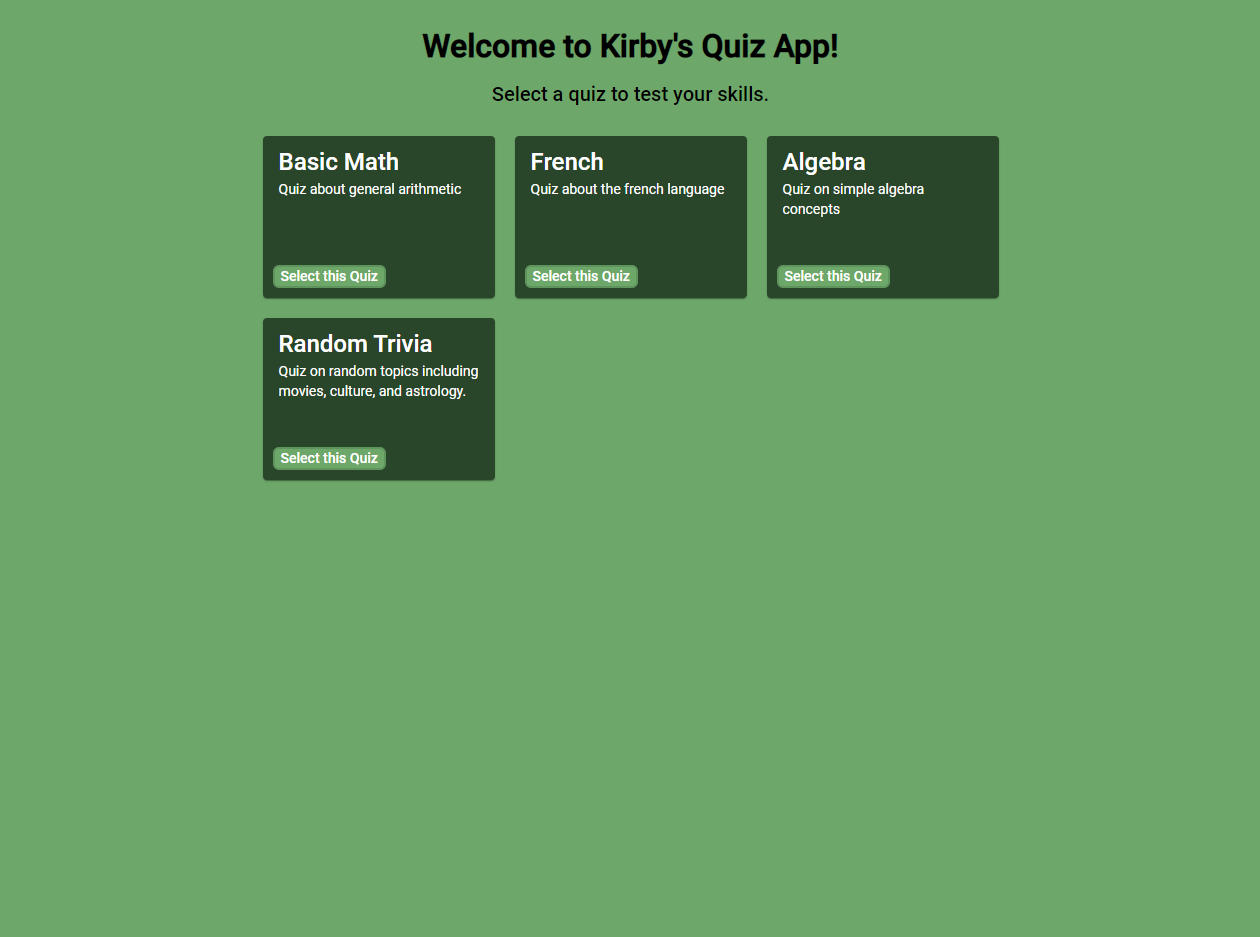 Welcome to Kirby's Quiz App!
Select a quiz to test your skills.
Basic Math
Quiz about general arithmetic
Select this Quiz
French
Quiz about the french language
Select this Quiz
Algebra
Quiz on simple algebra
concepts
Select this Quiz
Random Trivia
Quiz on random topics including
movies, culture, and astrology.
Select this Quiz